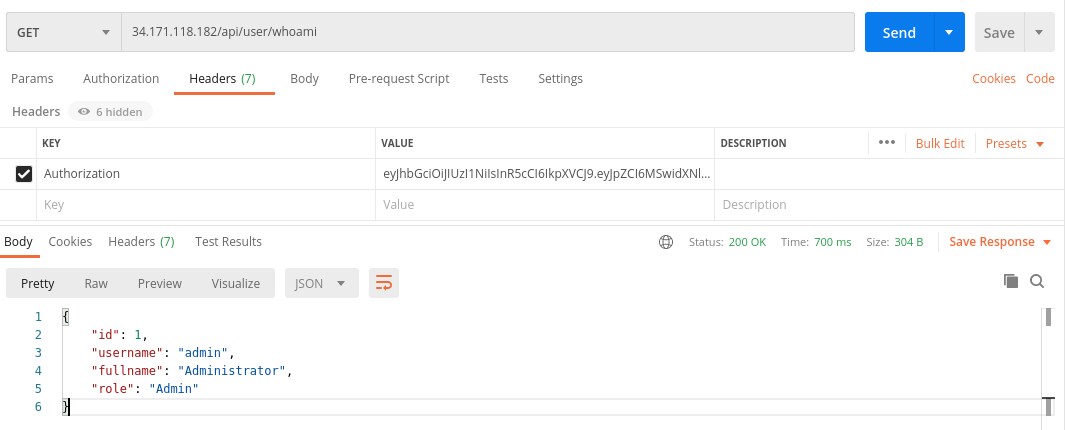 GET 34.171.118.182/api/user/whoami Send Save
Params Authorization Headers (7) Body Pre-request Script Tests Settings Cookies Code
Headers 6 hidden
KEY VALUE DESCRIPTION ••• Bulk Edit Presets
Authorization eyJhbGciOiJIUzI1NiIsInR5cCI6IkpXVCJ9.eyJpZCI6MSwidXNl...
Key Value Description
Body Cookies Headers (7) Test Results Status: 200 OK Time: 700 ms Size: 304 B Save Response
Pretty Raw Preview Visualize JSON
1 {
2 "id": 1,
3 "username": "admin",
4 "fullname": "Administrator",
5 "role": "Admin"
6 }